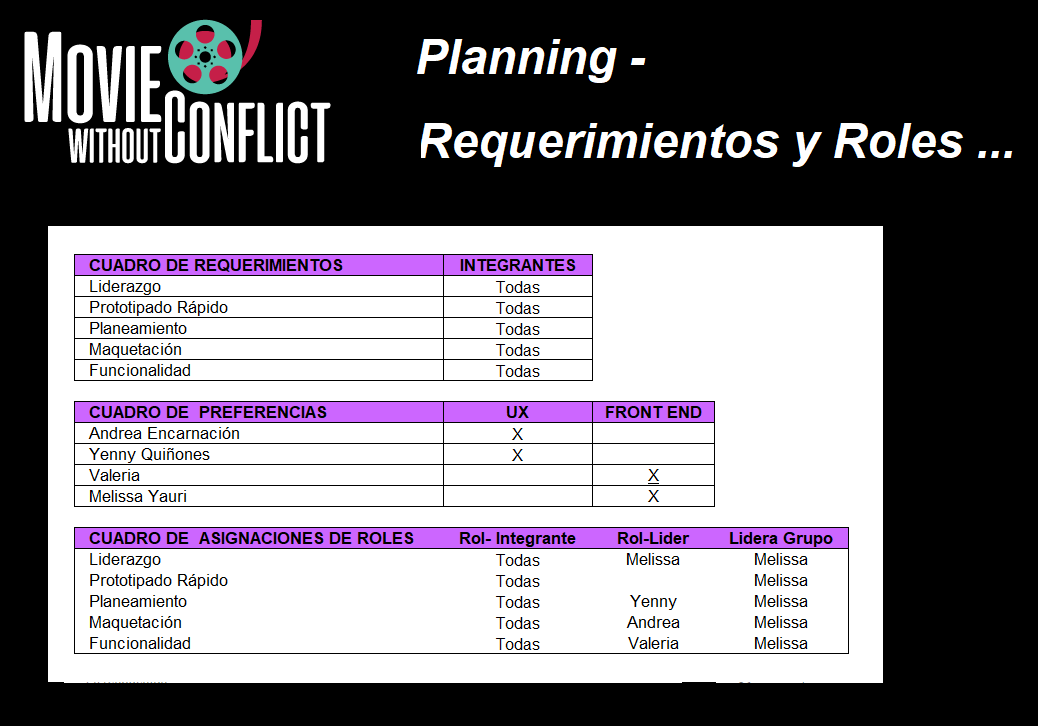 MOVIE
WITHOUT CONFLICT
Planning -
Requerimientos y Roles ...
CUADRO DE REQUERIMIENTOS INTEGRANTES
Liderazgo Todas
Prototipado Rápido Todas
Planeamiento Todas
Maquetación Todas
Funcionalidad Todas
CUADRO DE PREFERENCIAS UX FRONT END
Andrea Encarnación X
Yenny Quiñones X
Valeria X
Melissa Yauri X
CUADRO DE ASIGNACIONES DE ROLES Rol- Integrante Rol-Lider Lidera Grupo
Liderazgo Todas Melissa Melissa
Prototipado Rápido Todas Melissa
Planeamiento Todas Yenny Melissa
Maquetación Todas Andrea Melissa
Funcionalidad Todas Valeria Melissa